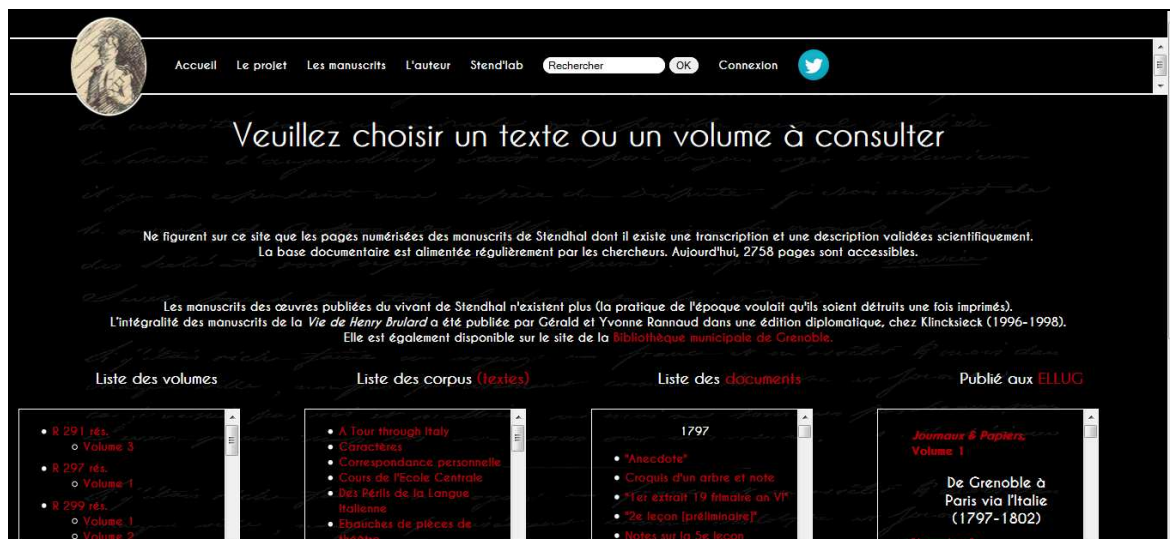 Accueil Le projet Les manuscrits L'auteur Stend'lab Rechercher OK Connexion
Veuillez choisir un texte ou un volume à consulter
Ne figurent sur ce site que les pages numérisées des manuscrits de Stendhal dont il existe une transcription et une description validées scientifiquement.
La base documentaire est alimentée régulièrement par les chercheurs. Aujourd'hui, 2758 pages sont accessibles.
Les manuscrits des œuvres publiées du vivant de Stendhal n'existent plus (la pratique de l'époque voulait qu'ils soient détruits une fois imprimés).
L'intégralité des manuscrits de la Vie de Henry Brulard a été publiée par Gérald et Yvonne Rannaud dans une édition diplomatique, chez Klincksieck (1996-1998).
Elle est également disponible sur le site de la Bibliothèque municipale de Grenoble.
Liste des volumes
R 291 rés.
Volume 3
R 297 rés.
Volume 1
R 299 rés.
Volume 1
Volume 2
Liste des corpus (textes)
A Tour through Italy
Caractères
Correspondance personnelle
Cours de l'Ecole Centrale
Des Périls de la Langue
Italienne
Ebauches de pièces de
théâtre
Liste des documents
1797
"Anecdote"
Croquis d'un arbre et note
"1er extrait 19 frimaire an VI"
"2e leçon [préliminaire]"
Notes sur la 5e leçon
Publié aux ELLUG
Journaux & Papiers,
Volume 1
De Grenoble à
Paris via l'Italie
(1797-1802)